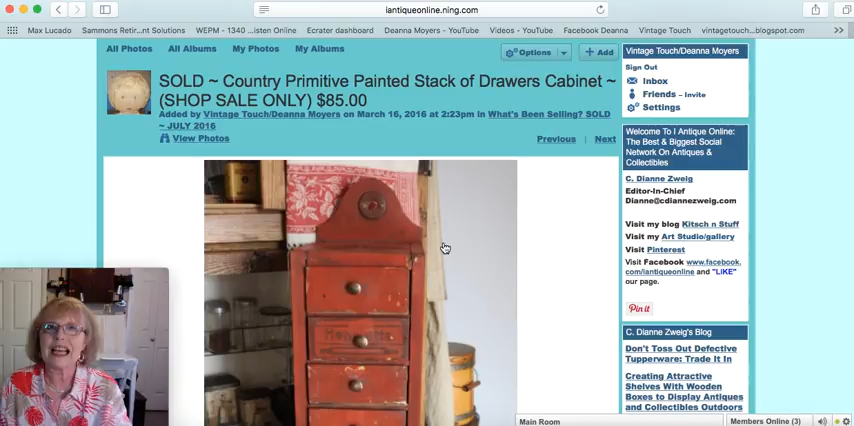 iantiqueonline.ning.com
Max Lucado Sammons Retir...nt Solutions WEPM - 1340 ...isten Online Ecrater dashboard Deanna Moyers - YouTube Videos - YouTube Facebook Deanna Vintage Touch vintagetouch...blogspot.com
All Photos All Albums My Photos My Albums
Options
+ Add
SOLD ~ Country Primitive Painted Stack of Drawers Cabinet ~
(SHOP SALE ONLY) $85.00
Added by Vintage Touch/Deanna Moyers on March 16, 2016 at 2:23pm in What's Been Selling? SOLD
~ JULY 2016
View Photos
Previous | Next
Vintage Touch/Deanna Moyers
Sign Out
Inbox
Friends – Invite
Settings
Welcome To I Antique Online:
The Best & Biggest Social
Network On Antiques &
Collectibles
C. Dianne Zweig
Editor-In-Chief
Dianne@cdiannezweig.com
Visit my blog Kitsch n Stuff
Visit my Art Studio/gallery
Visit Pinterest
Visit Facebook www.facebook.
com/iantiqueonline and "LIKE"
our page.
Pin it
C. Dianne Zweig's Blog
Don't Toss Out Defective
Tupperware: Trade It In
Creating Attractive
Shelves With Wooden
Boxes to Display Antiques
and Collectibles Outdoors
Main Room
Members Online (3)